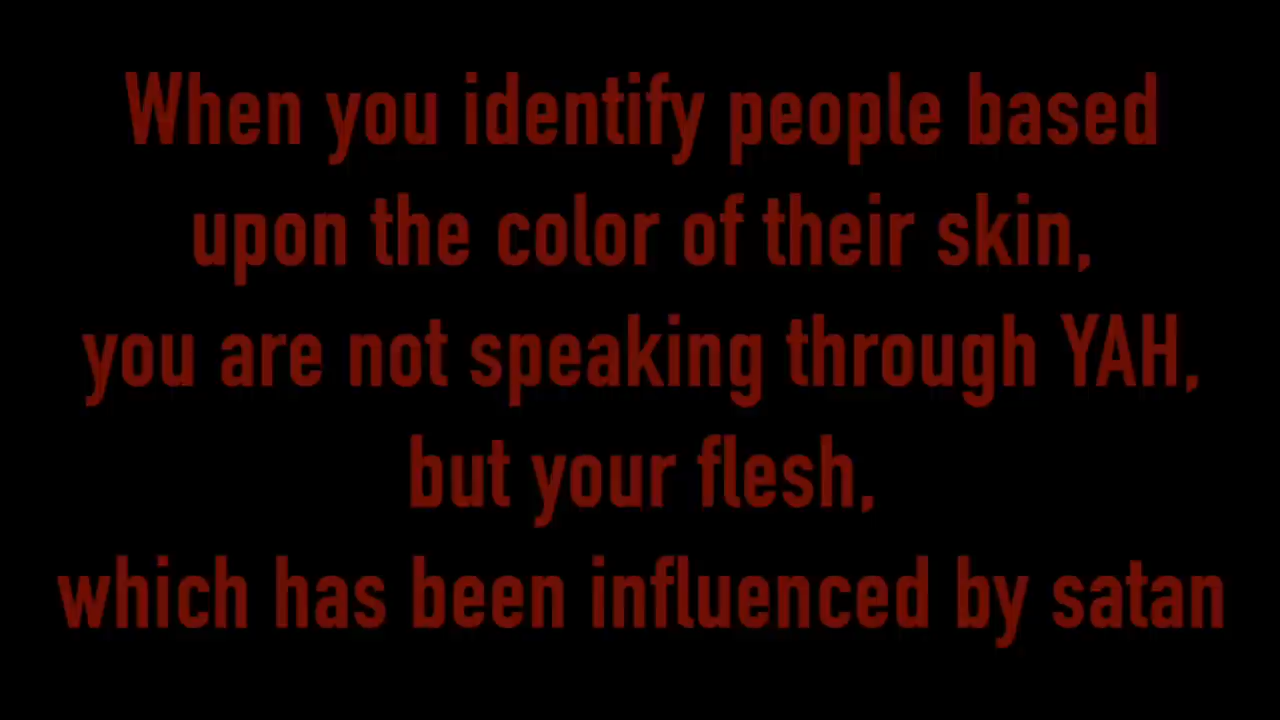 When you identify people based
upon the color of their skin,
you are not speaking through YAH,
but your flesh,
which has been influenced by satan